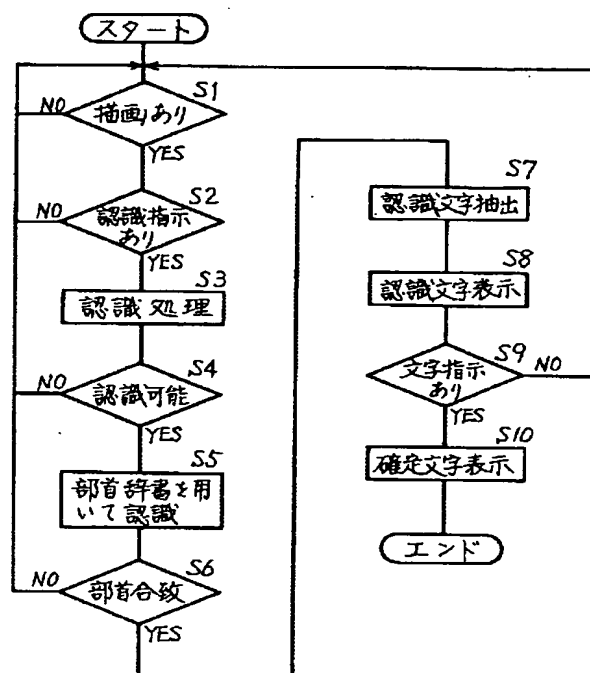 スタート
S1
描画あり
NO
YES
S2
認識指示
あり
NO
YES
S3
認識処理
S4
認識可能
NO
YES
S5
部首辞書を用
いて認識
S6
部首合致
NO
YES
S7
認識文字抽出
S8
認識文字表示
S9
文字指示
あり
NO
YES
S10
確定文字表示
エンド